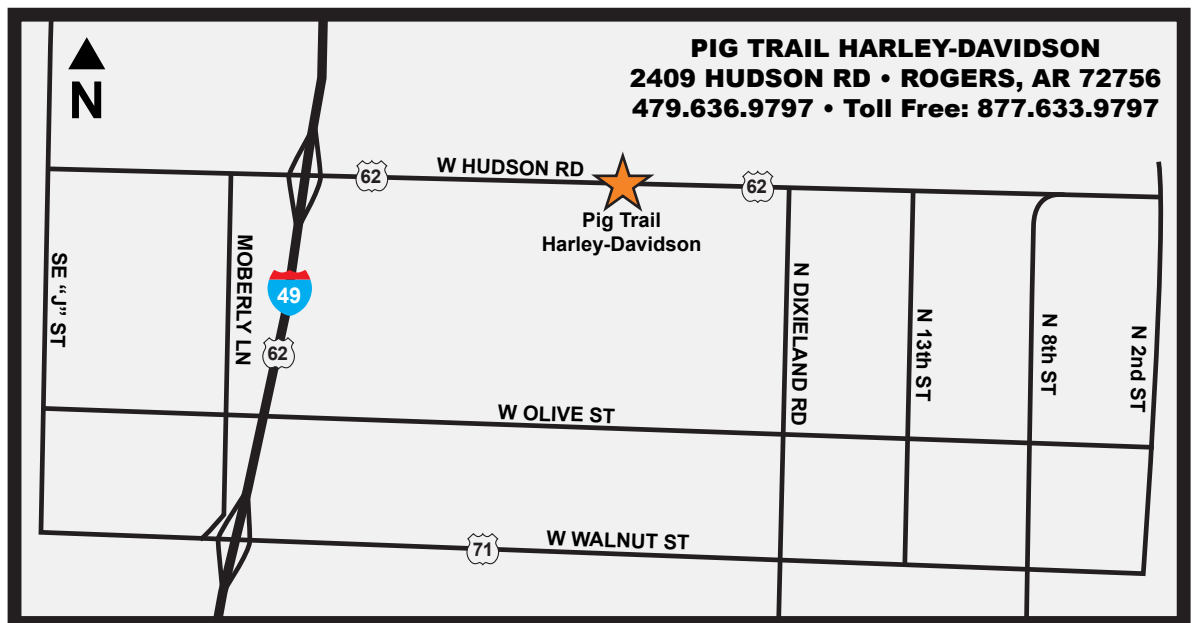 PIG TRAIL HARLEY-DAVIDSON
2409 HUDSON RD • ROGERS, AR 72756
479.636.9797 • Toll Free: 877.633.9797
N
W HUDSON RD
62
62
Pig Trail
Harley-Davidson
SE "J" ST
MOBERLY LN
49
62
N DIXIELAND RD
N 13th ST
N 8th ST
N 2nd ST
W OLIVE ST
71
W WALNUT ST